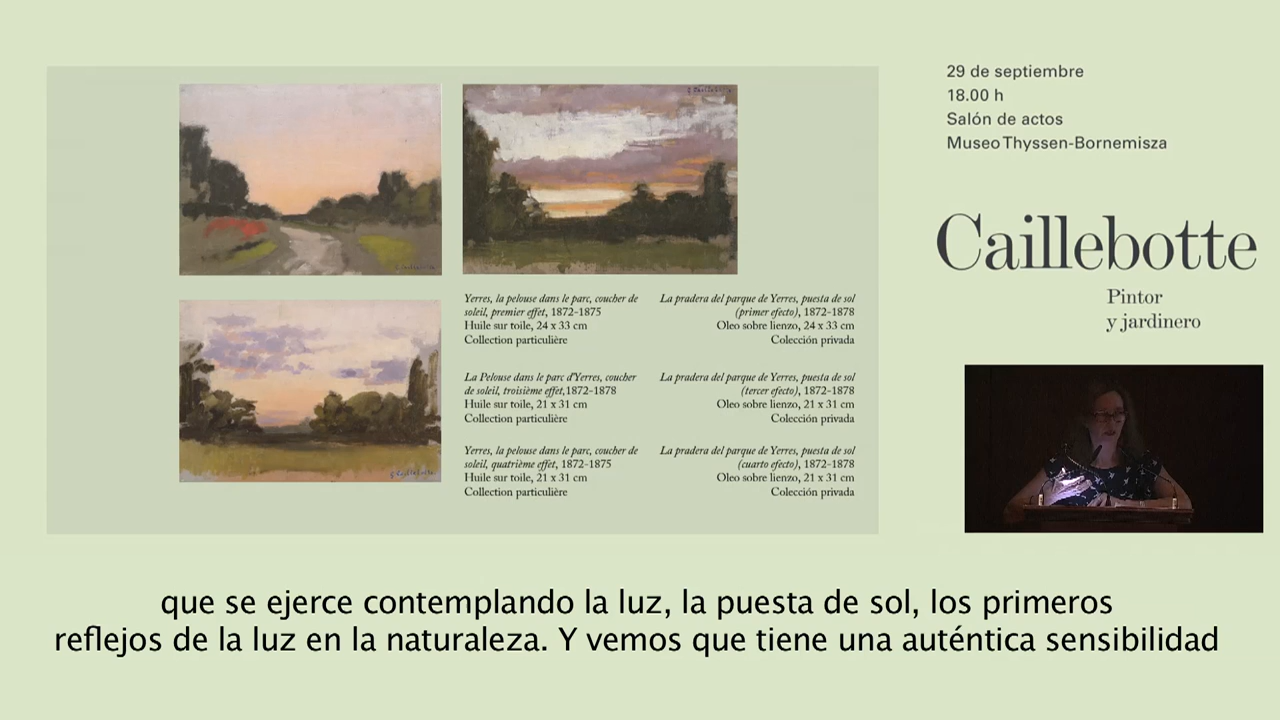 29 de septiembre
18.00 h
Salón de actos
Museo Thyssen-Bornemisza
Caillebotte
Pintor
y jardinero
Yerres, la pelouse dans le parc, coucher de
soleil, premier effet, 1872-1875
Huile sur toile, 24 x 33 cm
Collection particulière
La pradera del parque de Yerres, puesta de sol
(primer efecto), 1872-1878
Oleo sobre lienzo, 24 x 33 cm
Colección privada
La Pelouse dans le parc d'Yerres, coucher
de soleil, troisième effet,1872-1878
Huile sur toile, 21 x 31 cm
Collection particulière
La pradera del parque de Yerres, puesta de sol
(tercer efecto), 1872-1878
Oleo sobre lienzo, 21 x 31 cm
Colección privada
Yerres, la pelouse dans le parc, coucher de
soleil, quatrième effet, 1872-1875
Huile sur toile, 21 x 31 cm
Collection particulière
La pradera del parque de Yerres, puesta de sol
(cuarto efecto), 1872-1878
Oleo sobre lienzo, 21 x 31 cm
Colección privada
que se ejerce contemplando la luz, la puesta de sol, los primeros
reflejos de la luz en la naturaleza. Y vemos que tiene una auténtica sensibilidad